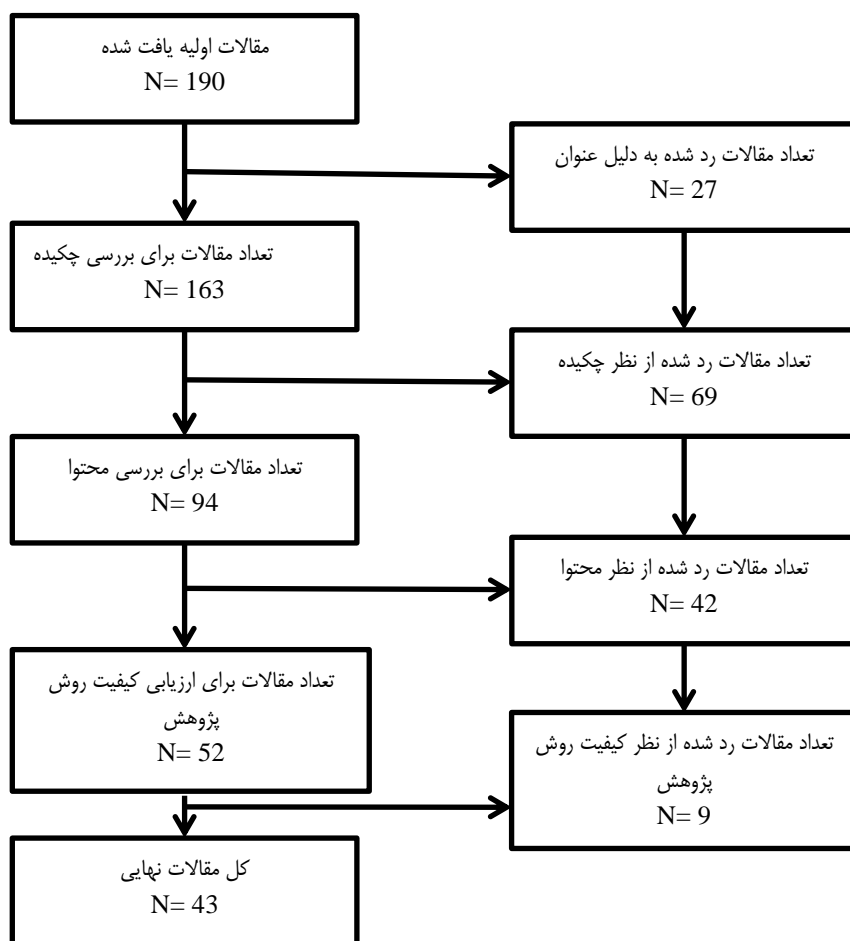 مقالات اولیه یافت شده
N= 190
تعداد مقالات رد شده به دلیل عنوان
N= 27
تعداد مقالات برای بررسی چکیده
N= 163
تعداد مقالات رد شده از نظر چکیده
N= 69
تعداد مقالات برای بررسی محتوا
N= 94
تعداد مقالات رد شده از نظر محتوا
N= 42
تعداد مقالات برای ارزیابی کیفیت روش
پژوهش
N= 52
تعداد مقالات رد شده از نظر کیفیت روش
پژوهش
N= 9
کل مقالات نهایی
N= 43